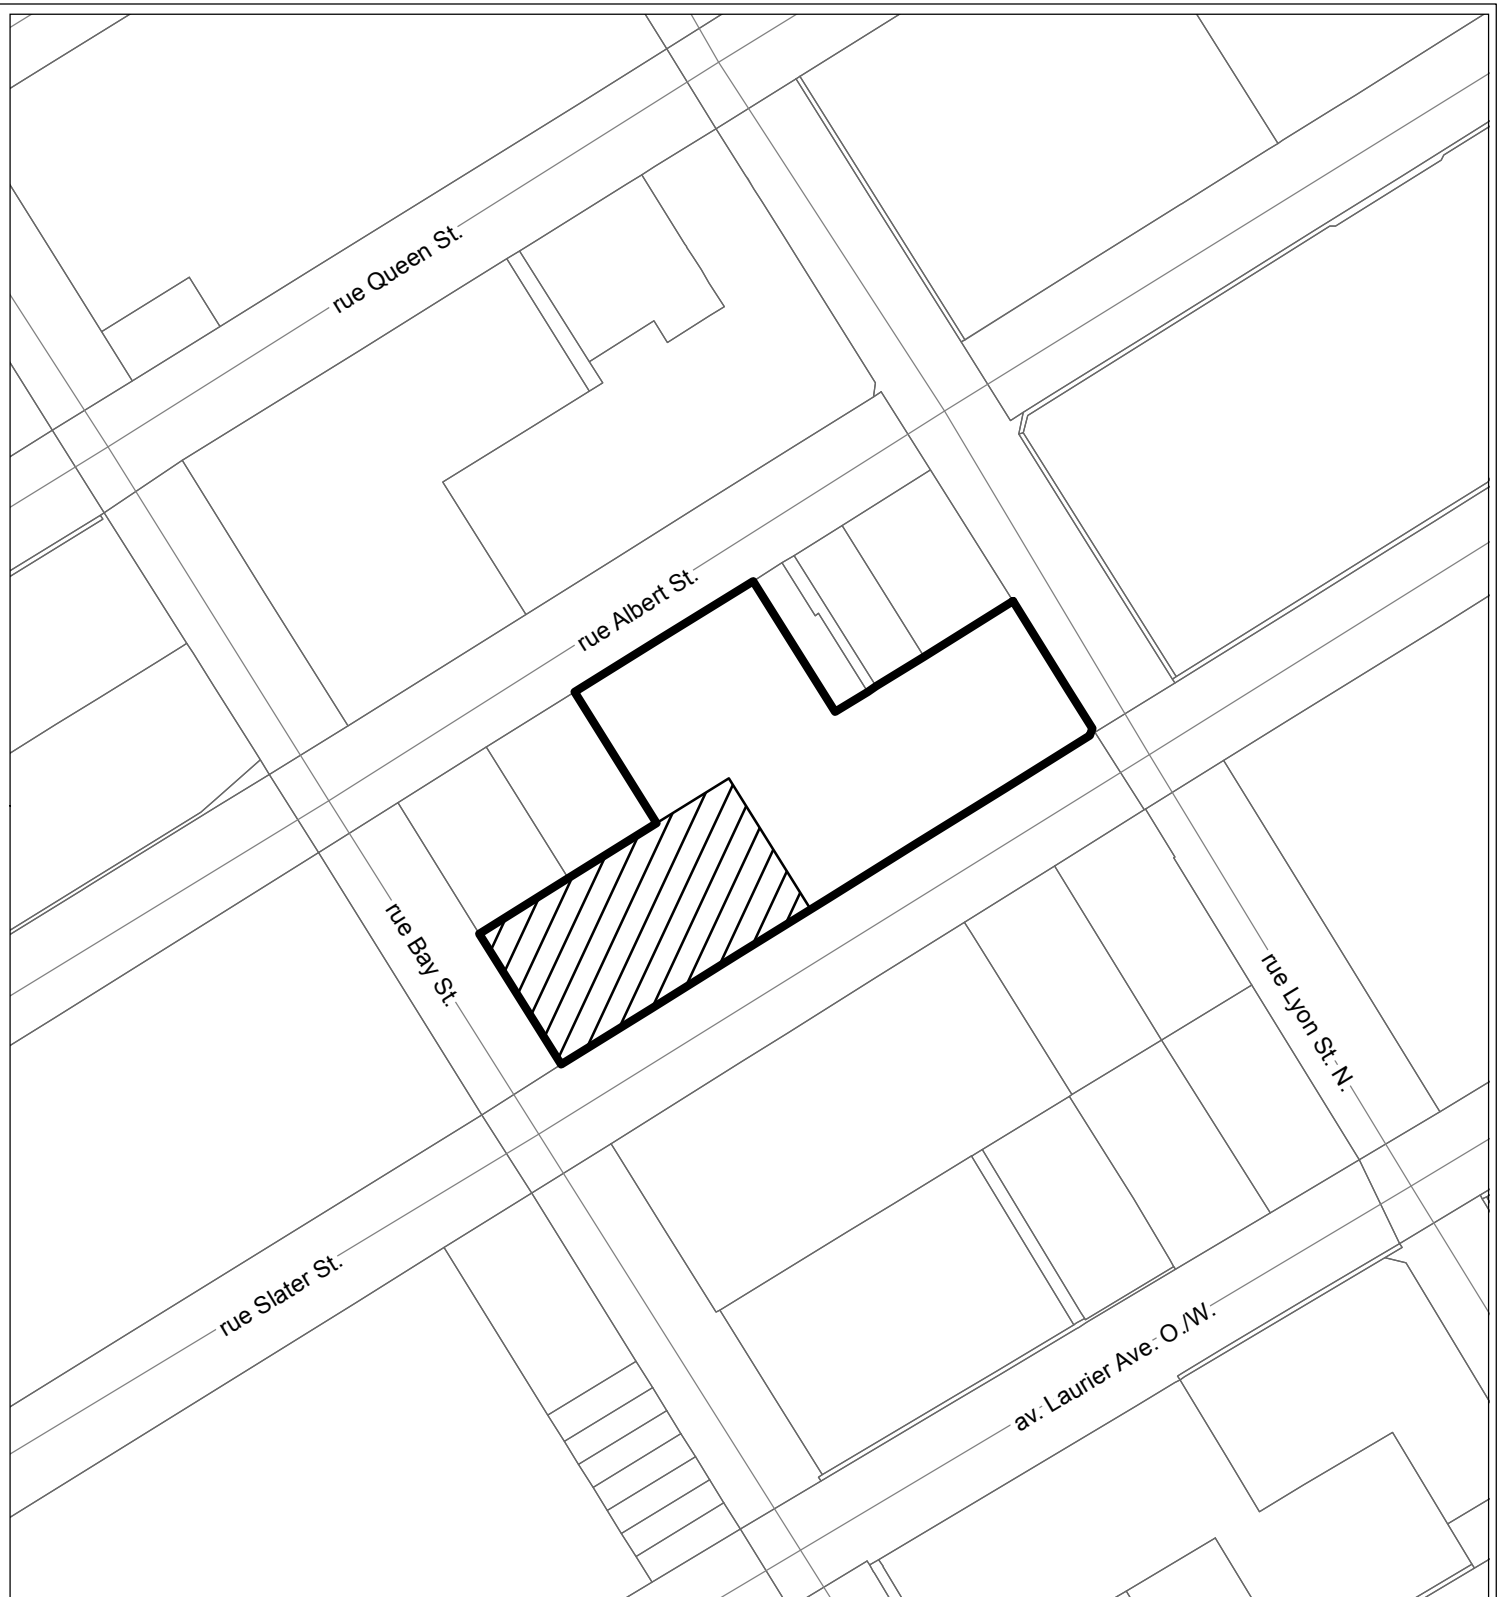 rue Queen St.
rue Albert St.
rue Bay St.
rue Lyon St. N.
rue Slater St.
av. Laurier Ave. O./W.